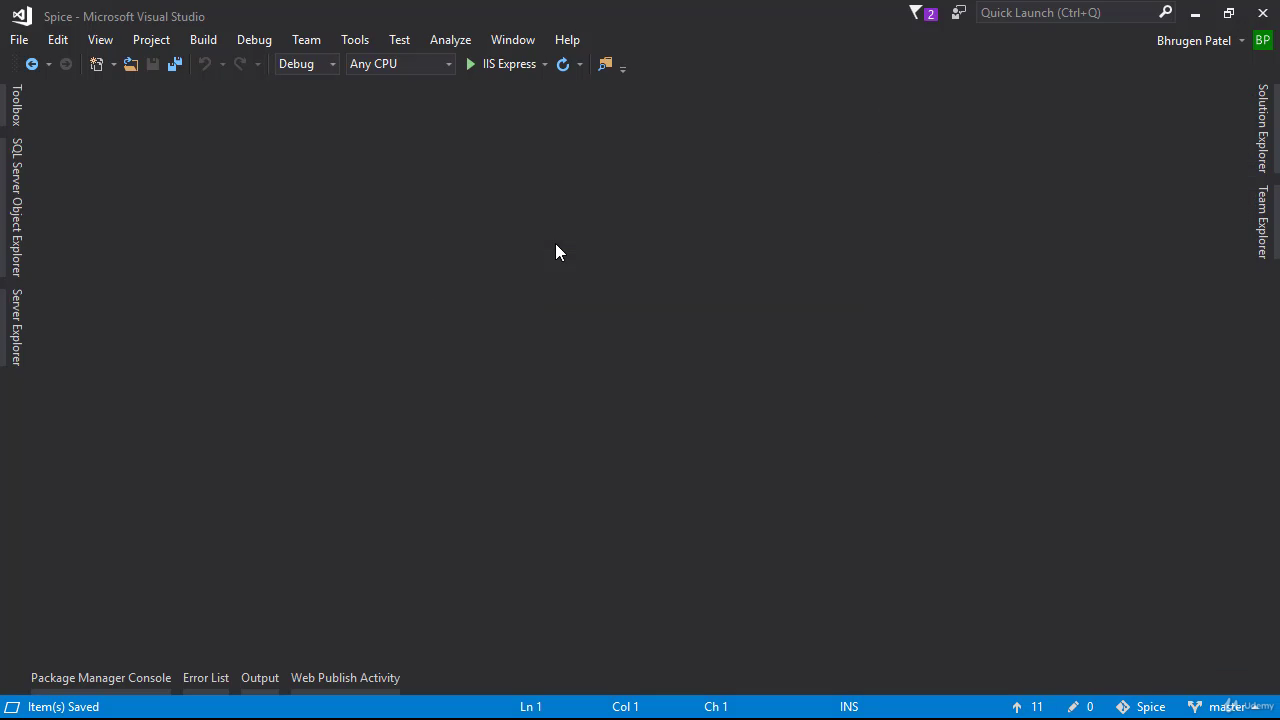 Spice - Microsoft Visual Studio
2
Quick Launch (Ctrl+Q)
File Edit View Project Build Debug Team Tools Test Analyze Window Help
Bhrugen Patel BP
Debug Any CPU IIS Express
Toolbox
SQL Server Object Explorer
Server Explorer
Solution Explorer
Team Explorer
Package Manager Console Error List Output Web Publish Activity
Item(s) Saved Ln 1 Col 1 Ch 1 INS 11 0 Spice master
Udemy